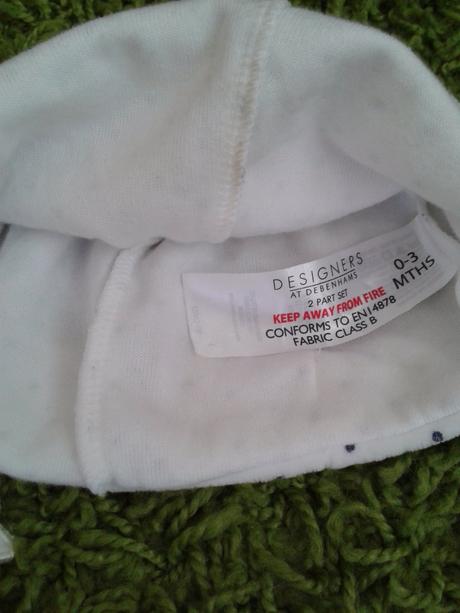 DESIGNERS
AT DEBENHAMS
2 PART SET
KEEP AWAY FROM FIRE
CONFORMS TO EN14878
FABRIC CLASS B
0-3
MTHS